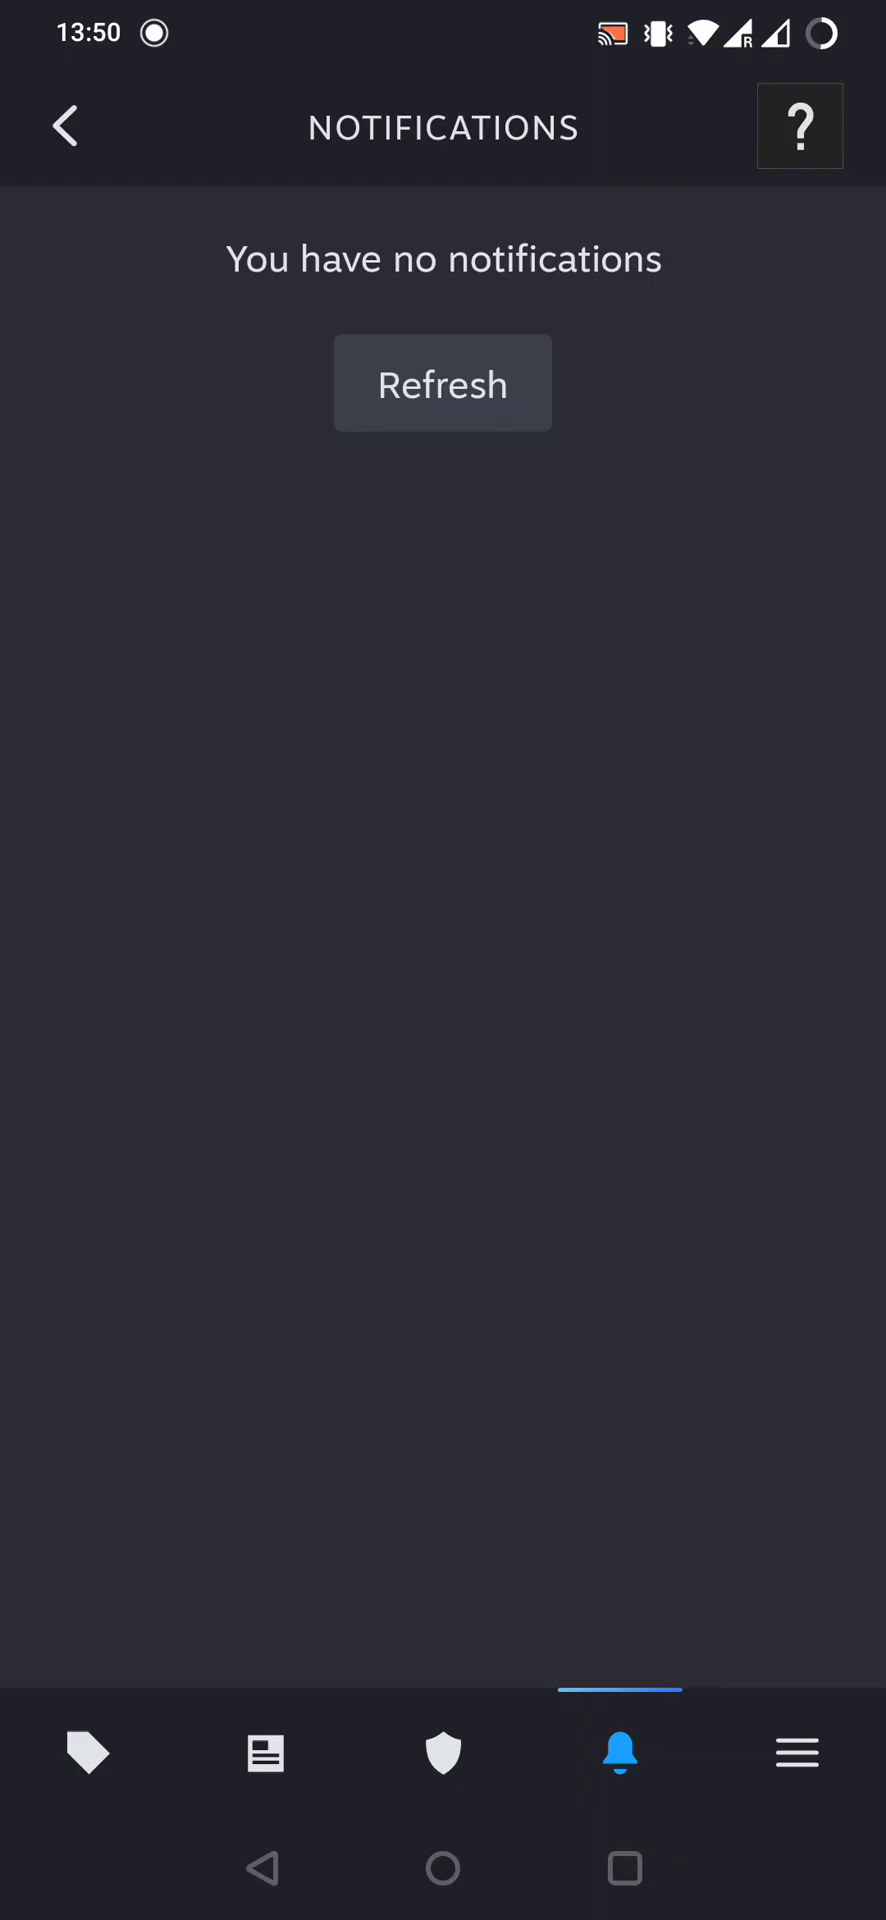 13:50
R
NOTIFICATIONS
?
You have no notifications
Refresh